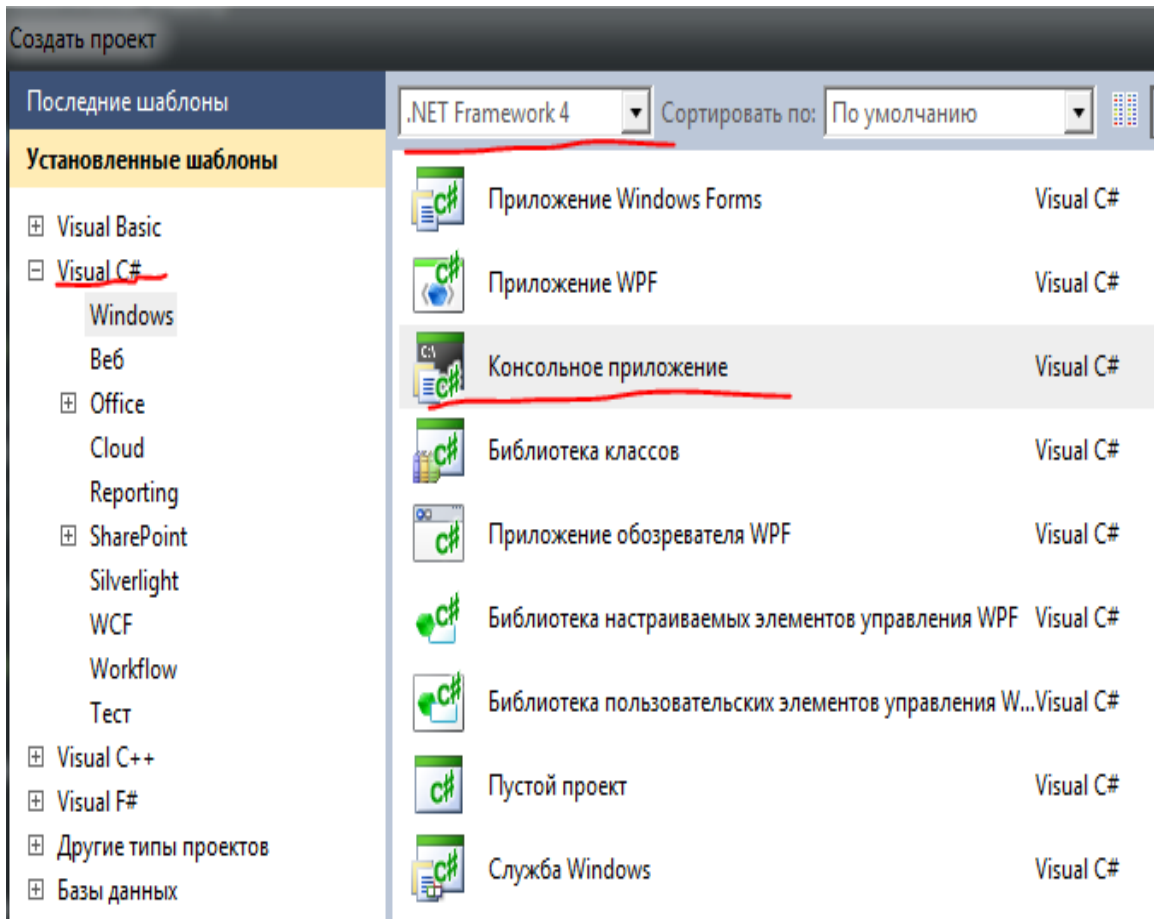 Создать проект
Последние шаблоны
Установленные шаблоны
Visual Basic
Visual C#
Windows
Веб
Office
Cloud
Reporting
SharePoint
Silverlight
WCF
Workflow
Тест
Visual C++
Visual F#
Другие типы проектов
Базы данных
.NET Framework 4 Сортировать по: По умолчанию
Приложение Windows Forms Visual C#
Приложение WPF Visual C#
Консольное приложение Visual C#
Библиотека классов Visual C#
Приложение обозревателя WPF Visual C#
Библиотека настраиваемых элементов управления WPF Visual C#
Библиотека пользовательских элементов управления W... Visual C#
Пустой проект Visual C#
Служба Windows Visual C#